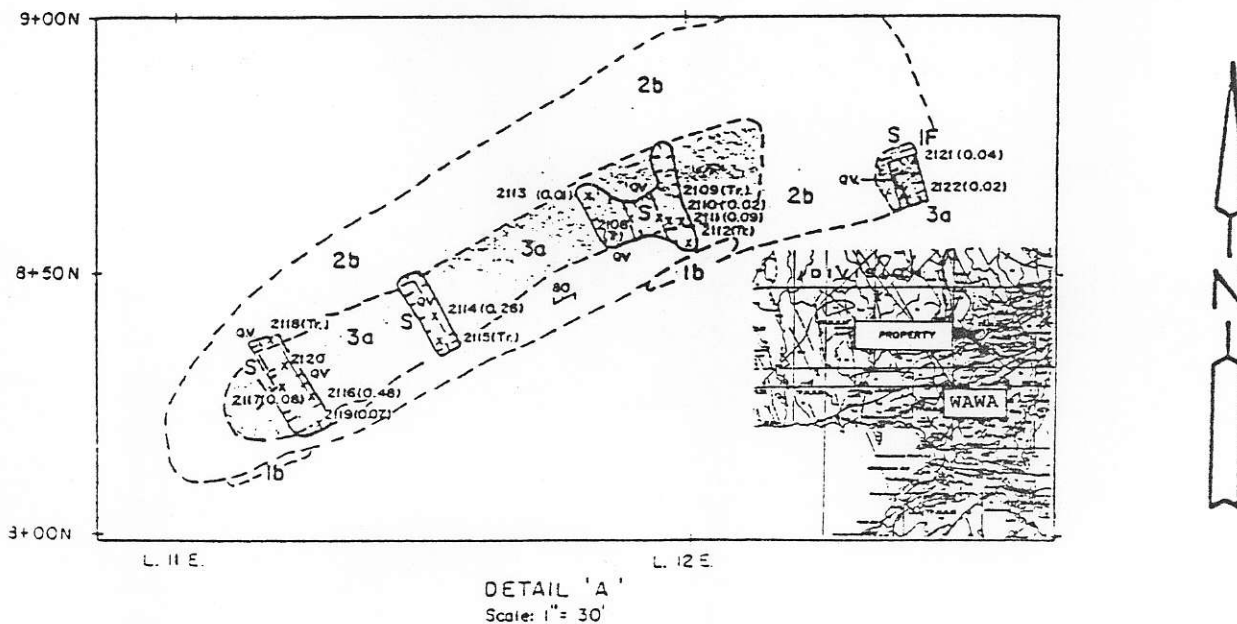 9+00N
2b
S IF
2121 (0.04)
QV
2122 (0.02)
3a
2b
2113 (0.01)
QV
2109 (Tr.)
2110 (0.02)
2111 (0.09)
2112 (Tr.)
S
2108
QV
3a
1b
8+50N
2b
80
QV
2114 (0.26)
S
2115 (Tr.)
QV
2118 (Tr.)
3a
S
2120
QV
2117 (0.08)
2116 (0.48)
2119 (0.07)
1b
PROPERTY
WAWA
3+00N
L. 11 E.
L. 12 E.
N
DETAIL 'A'
Scale: 1" = 30'